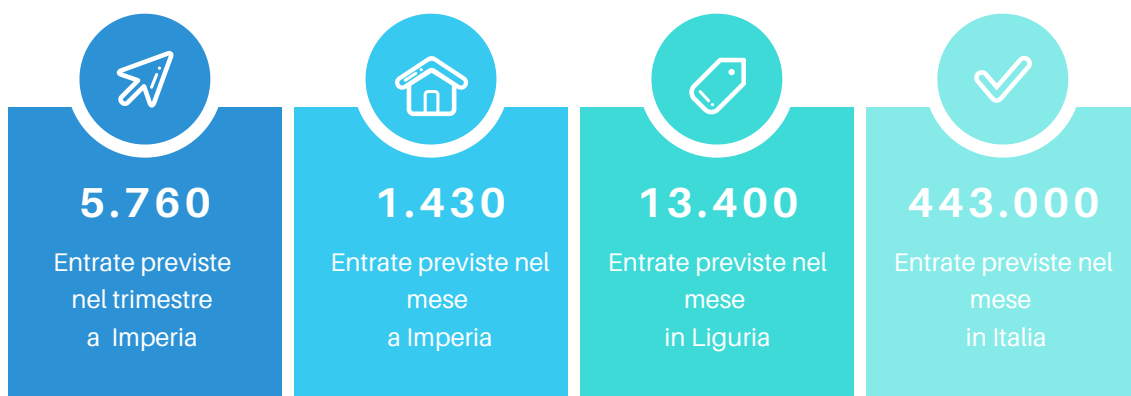 5.760
Entrate previste
nel trimestre
a Imperia
1.430
Entrate previste nel
mese
a Imperia
13.400
Entrate previste nel
mese
in Liguria
443.000
Entrate previste nel
mese
in Italia